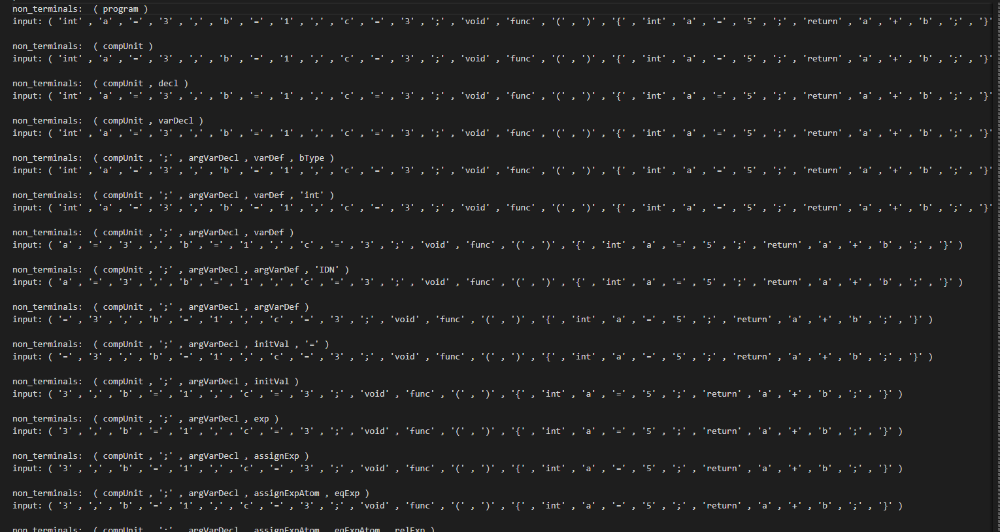 non_terminals:  ( program )
input: ( 'int' , 'a' , '=' , '3' , ',' , 'b' , '=' , '1' , ',' , 'c' , '=' , '3' , ';' , 'void' , 'func' , '(' , ')' , '{' , 'int' , 'a' , '=' , '5' , ';' , 'return' , 'a' , '+' , 'b' , ';' , '}'
non_terminals:  ( compUnit )
input: ( 'int' , 'a' , '=' , '3' , ',' , 'b' , '=' , '1' , ',' , 'c' , '=' , '3' , ';' , 'void' , 'func' , '(' , ')' , '{' , 'int' , 'a' , '=' , '5' , ';' , 'return' , 'a' , '+' , 'b' , ';' , '}'
non_terminals:  ( compUnit , decl )
input: ( 'int' , 'a' , '=' , '3' , ',' , 'b' , '=' , '1' , ',' , 'c' , '=' , '3' , ';' , 'void' , 'func' , '(' , ')' , '{' , 'int' , 'a' , '=' , '5' , ';' , 'return' , 'a' , '+' , 'b' , ';' , '}'
non_terminals:  ( compUnit , varDecl )
input: ( 'int' , 'a' , '=' , '3' , ',' , 'b' , '=' , '1' , ',' , 'c' , '=' , '3' , ';' , 'void' , 'func' , '(' , ')' , '{' , 'int' , 'a' , '=' , '5' , ';' , 'return' , 'a' , '+' , 'b' , ';' , '}'
non_terminals:  ( compUnit , ';' , argVarDecl , varDef , bType )
input: ( 'int' , 'a' , '=' , '3' , ',' , 'b' , '=' , '1' , ',' , 'c' , '=' , '3' , ';' , 'void' , 'func' , '(' , ')' , '{' , 'int' , 'a' , '=' , '5' , ';' , 'return' , 'a' , '+' , 'b' , ';' , '}'
non_terminals:  ( compUnit , ';' , argVarDecl , varDef , 'int' )
input: ( 'int' , 'a' , '=' , '3' , ',' , 'b' , '=' , '1' , ',' , 'c' , '=' , '3' , ';' , 'void' , 'func' , '(' , ')' , '{' , 'int' , 'a' , '=' , '5' , ';' , 'return' , 'a' , '+' , 'b' , ';' , '}'
non_terminals:  ( compUnit , ';' , argVarDecl , varDef )
input: ( 'a' , '=' , '3' , ',' , 'b' , '=' , '1' , ',' , 'c' , '=' , '3' , ';' , 'void' , 'func' , '(' , ')' , '{' , 'int' , 'a' , '=' , '5' , ';' , 'return' , 'a' , '+' , 'b' , ';' , '}' )
non_terminals:  ( compUnit , ';' , argVarDecl , argVarDef , 'IDN' )
input: ( 'a' , '=' , '3' , ',' , 'b' , '=' , '1' , ',' , 'c' , '=' , '3' , ';' , 'void' , 'func' , '(' , ')' , '{' , 'int' , 'a' , '=' , '5' , ';' , 'return' , 'a' , '+' , 'b' , ';' , '}' )
non_terminals:  ( compUnit , ';' , argVarDecl , argVarDef )
input: ( '=' , '3' , ',' , 'b' , '=' , '1' , ',' , 'c' , '=' , '3' , ';' , 'void' , 'func' , '(' , ')' , '{' , 'int' , 'a' , '=' , '5' , ';' , 'return' , 'a' , '+' , 'b' , ';' , '}' )
non_terminals:  ( compUnit , ';' , argVarDecl , initVal , '=' )
input: ( '=' , '3' , ',' , 'b' , '=' , '1' , ',' , 'c' , '=' , '3' , ';' , 'void' , 'func' , '(' , ')' , '{' , 'int' , 'a' , '=' , '5' , ';' , 'return' , 'a' , '+' , 'b' , ';' , '}' )
non_terminals:  ( compUnit , ';' , argVarDecl , initVal )
input: ( '3' , ',' , 'b' , '=' , '1' , ',' , 'c' , '=' , '3' , ';' , 'void' , 'func' , '(' , ')' , '{' , 'int' , 'a' , '=' , '5' , ';' , 'return' , 'a' , '+' , 'b' , ';' , '}' )
non_terminals:  ( compUnit , ';' , argVarDecl , exp )
input: ( '3' , ',' , 'b' , '=' , '1' , ',' , 'c' , '=' , '3' , ';' , 'void' , 'func' , '(' , ')' , '{' , 'int' , 'a' , '=' , '5' , ';' , 'return' , 'a' , '+' , 'b' , ';' , '}' )
non_terminals:  ( compUnit , ';' , argVarDecl , assignExp )
input: ( '3' , ',' , 'b' , '=' , '1' , ',' , 'c' , '=' , '3' , ';' , 'void' , 'func' , '(' , ')' , '{' , 'int' , 'a' , '=' , '5' , ';' , 'return' , 'a' , '+' , 'b' , ';' , '}' )
non_terminals:  ( compUnit , ';' , argVarDecl , assignExpAtom , eqExp )
input: ( '3' , ',' , 'b' , '=' , '1' , ',' , 'c' , '=' , '3' , ';' , 'void' , 'func' , '(' , ')' , '{' , 'int' , 'a' , '=' , '5' , ';' , 'return' , 'a' , '+' , 'b' , ';' , '}' )
non_terminals:  ( compUnit , ';' , argVarDecl , assignExpAtom , eqExpAtom , relExp )